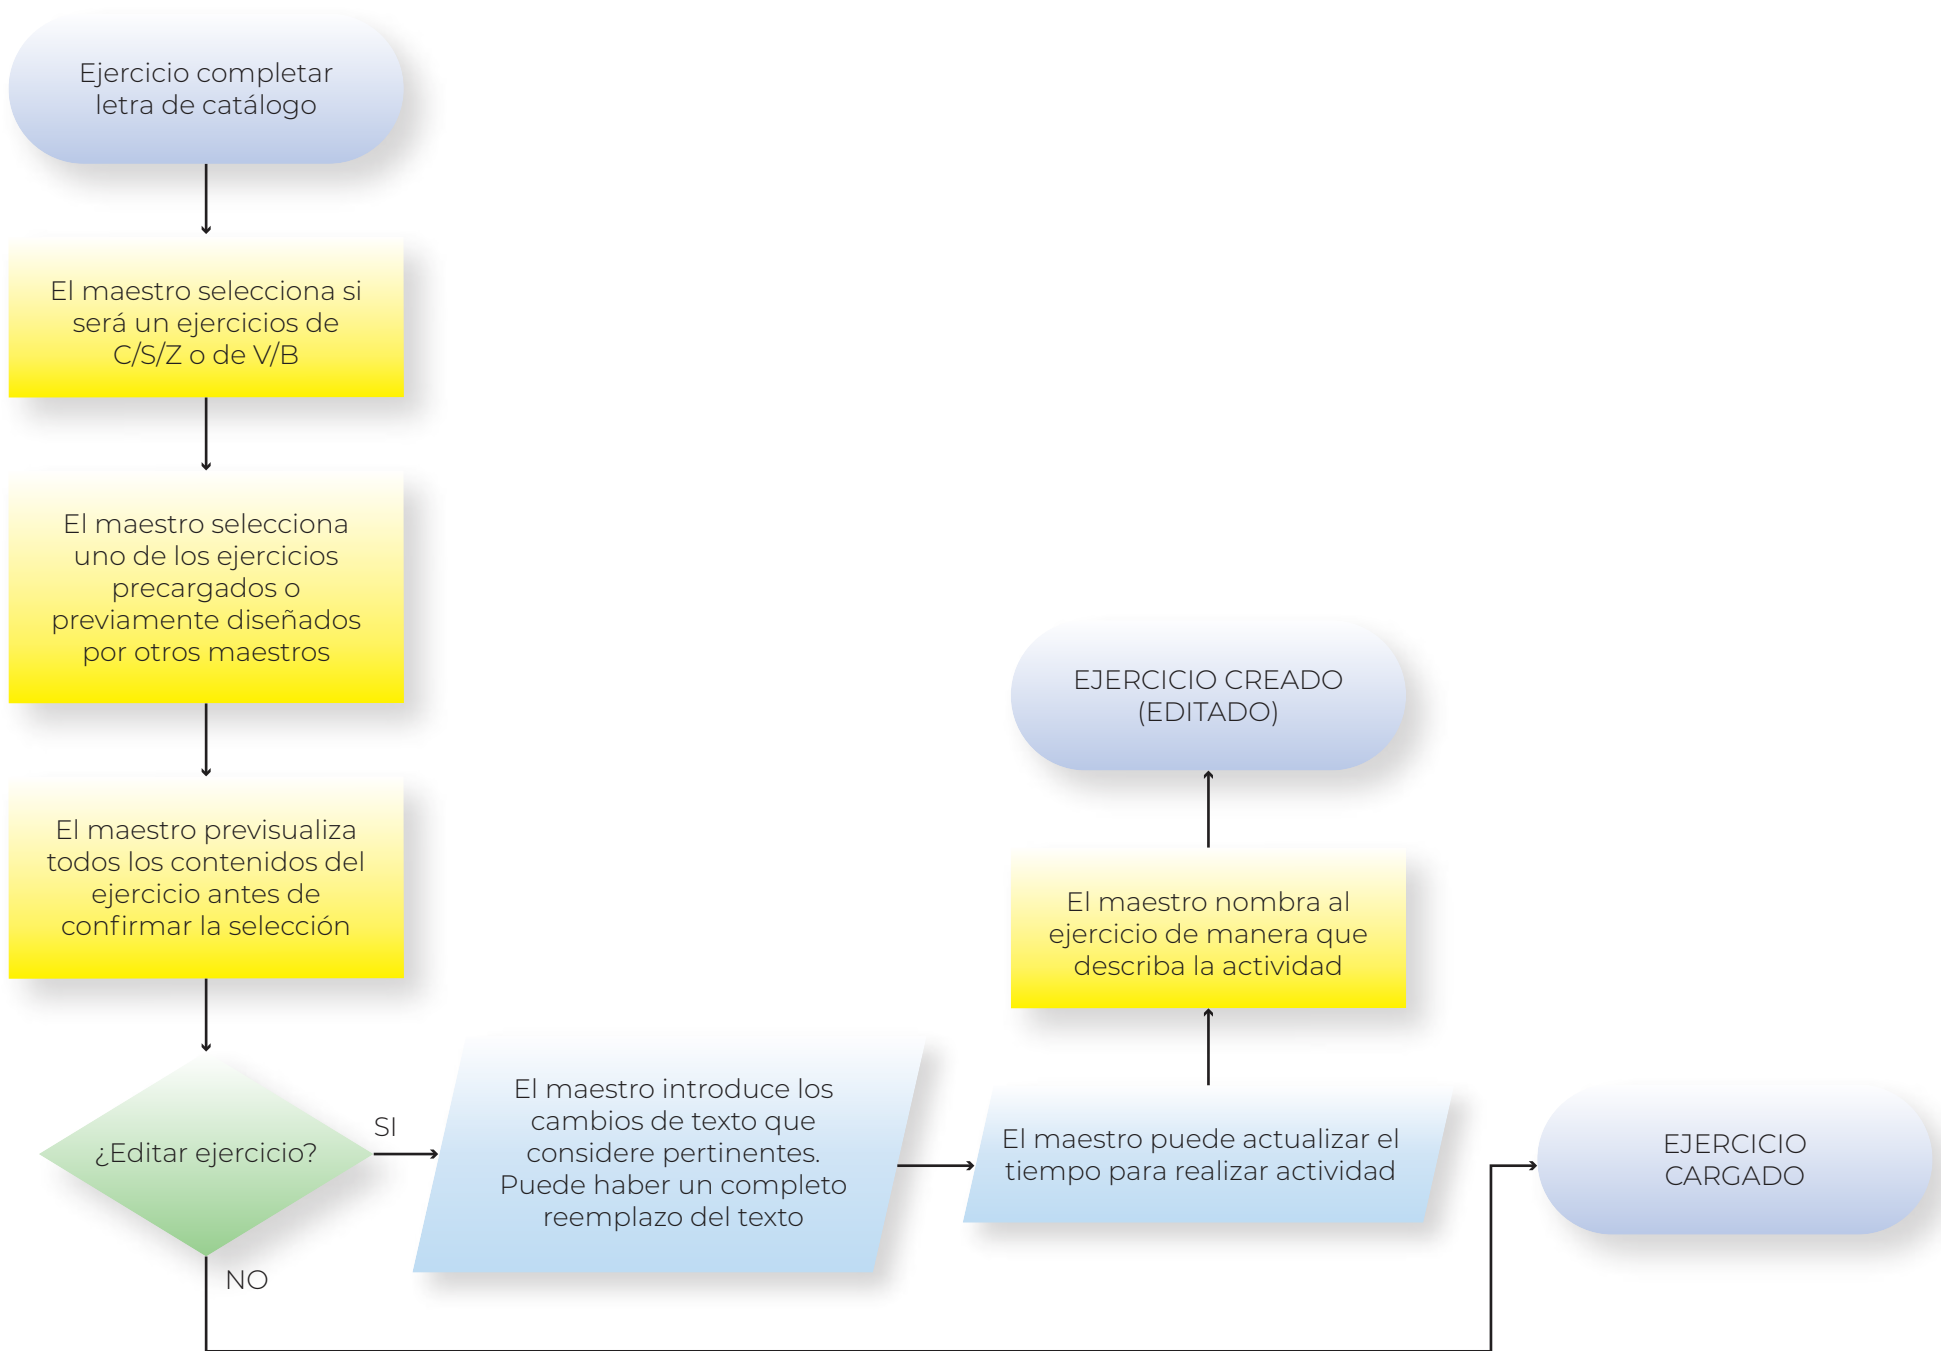 Ejercicio completar
letra de catálogo
El maestro selecciona si
será un ejercicios de
C/S/Z o de V/B
El maestro selecciona
uno de los ejercicios
precargados o
previamente diseñados
por otros maestros
El maestro previsualiza
todos los contenidos del
ejercicio antes de
confirmar la selección
¿Editar ejercicio?
SI
NO
El maestro introduce los
cambios de texto que
considere pertinentes.
Puede haber un completo
reemplazo del texto
El maestro puede actualizar el
tiempo para realizar actividad
El maestro nombra al
ejercicio de manera que
describa la actividad
EJERCICIO CREADO
(EDITADO)
EJERCICIO
CARGADO